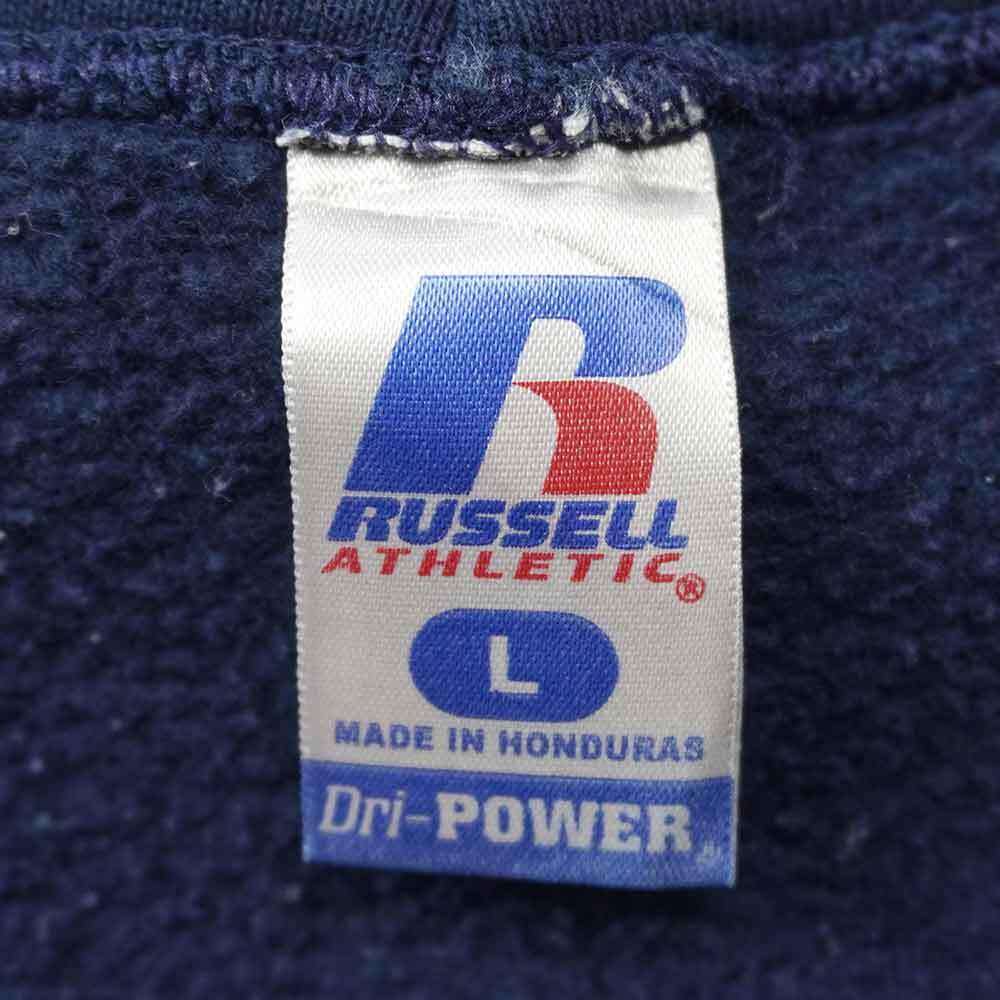 R
RUSSELL
ATHLETIC®
L
MADE IN HONDURAS
Dri-POWER